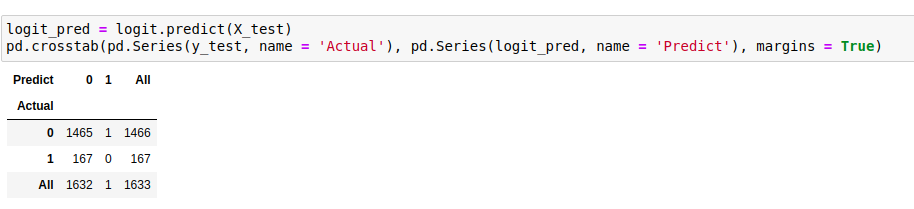 logit_pred = logit.predict(X_test)
pd.crosstab(pd.Series(y_test, name = 'Actual'), pd.Series(logit_pred, name = 'Predict'), margins = True)
Predict 0 1 All
Actual
0 1465 1 1466
1 167 0 167
All 1632 1 1633